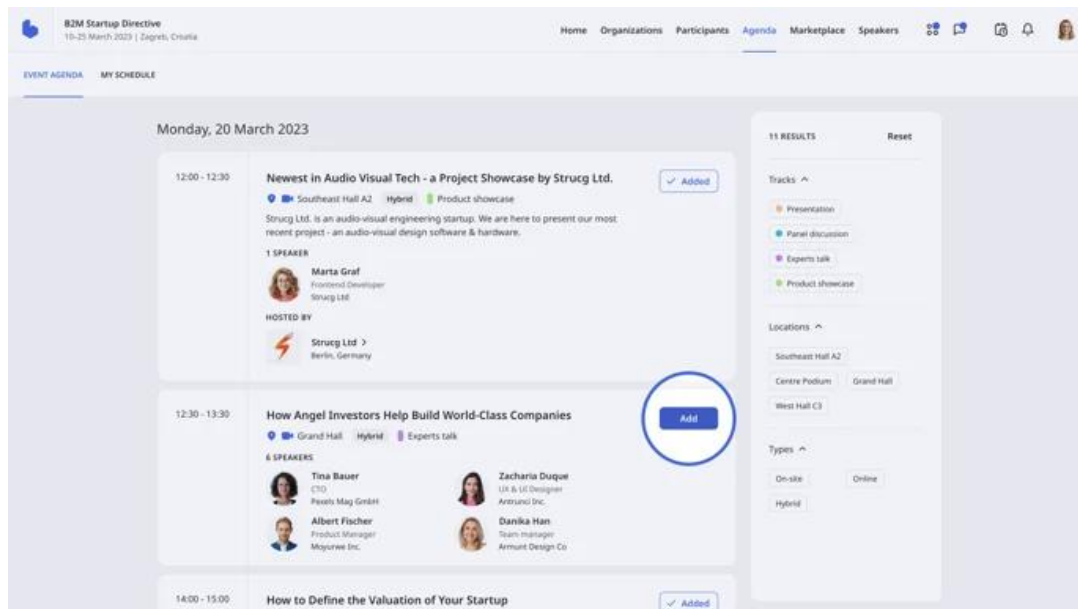 B2M Startup Directive
10-25 March 2023 | Zagreb, Croatia
Home Organizations Participants Agenda Marketplace Speakers
EVENT AGENDA MY SCHEDULE
Monday, 20 March 2023
12:00 - 12:30
Newest in Audio Visual Tech - a Project Showcase by Strucg Ltd.
Added
Southeast Hall A2 Hybrid Product showcase
Strucg Ltd. is an audio-visual engineering startup. We are here to present our most
recent project - an audio-visual design software & hardware.
1 SPEAKER
Marta Graf
Frontend Developer
Strucg Ltd
HOSTED BY
Strucg Ltd >
Berlin, Germany
12:30 - 13:30
How Angel Investors Help Build World-Class Companies
Add
Grand Hall Hybrid Experts talk
6 SPEAKERS
Tina Bauer
CTO
Pexels Mag GmbH
Zacharia Duque
UX & UI Designer
Antrunci Inc.
Albert Fischer
Product Manager
Moyurwe Inc.
Danika Han
Team manager
Armunt Design Co
14:00 - 15:00
How to Define the Valuation of Your Startup
Added
11 RESULTS Reset
Tracks
Presentation
Panel discussion
Experts talk
Product showcase
Locations
Southeast Hall A2
Centre Podium Grand Hall
West Hall C3
Types
On-site Online
Hybrid